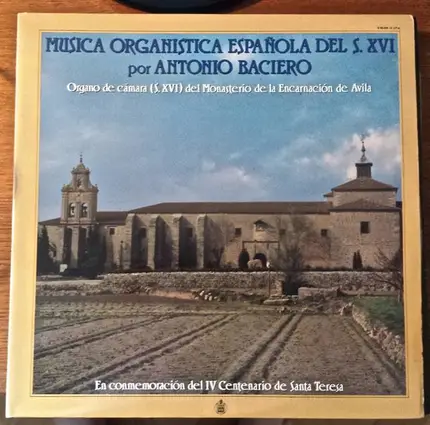 MUSICA ORGANISTICA ESPAÑOLA DEL S. XVI
por ANTONIO BACIERO
Organo de cámara (S. XVI) del Monasterio de la Encarnación de Avila
En conmemoración del IV Centenario de Santa Teresa